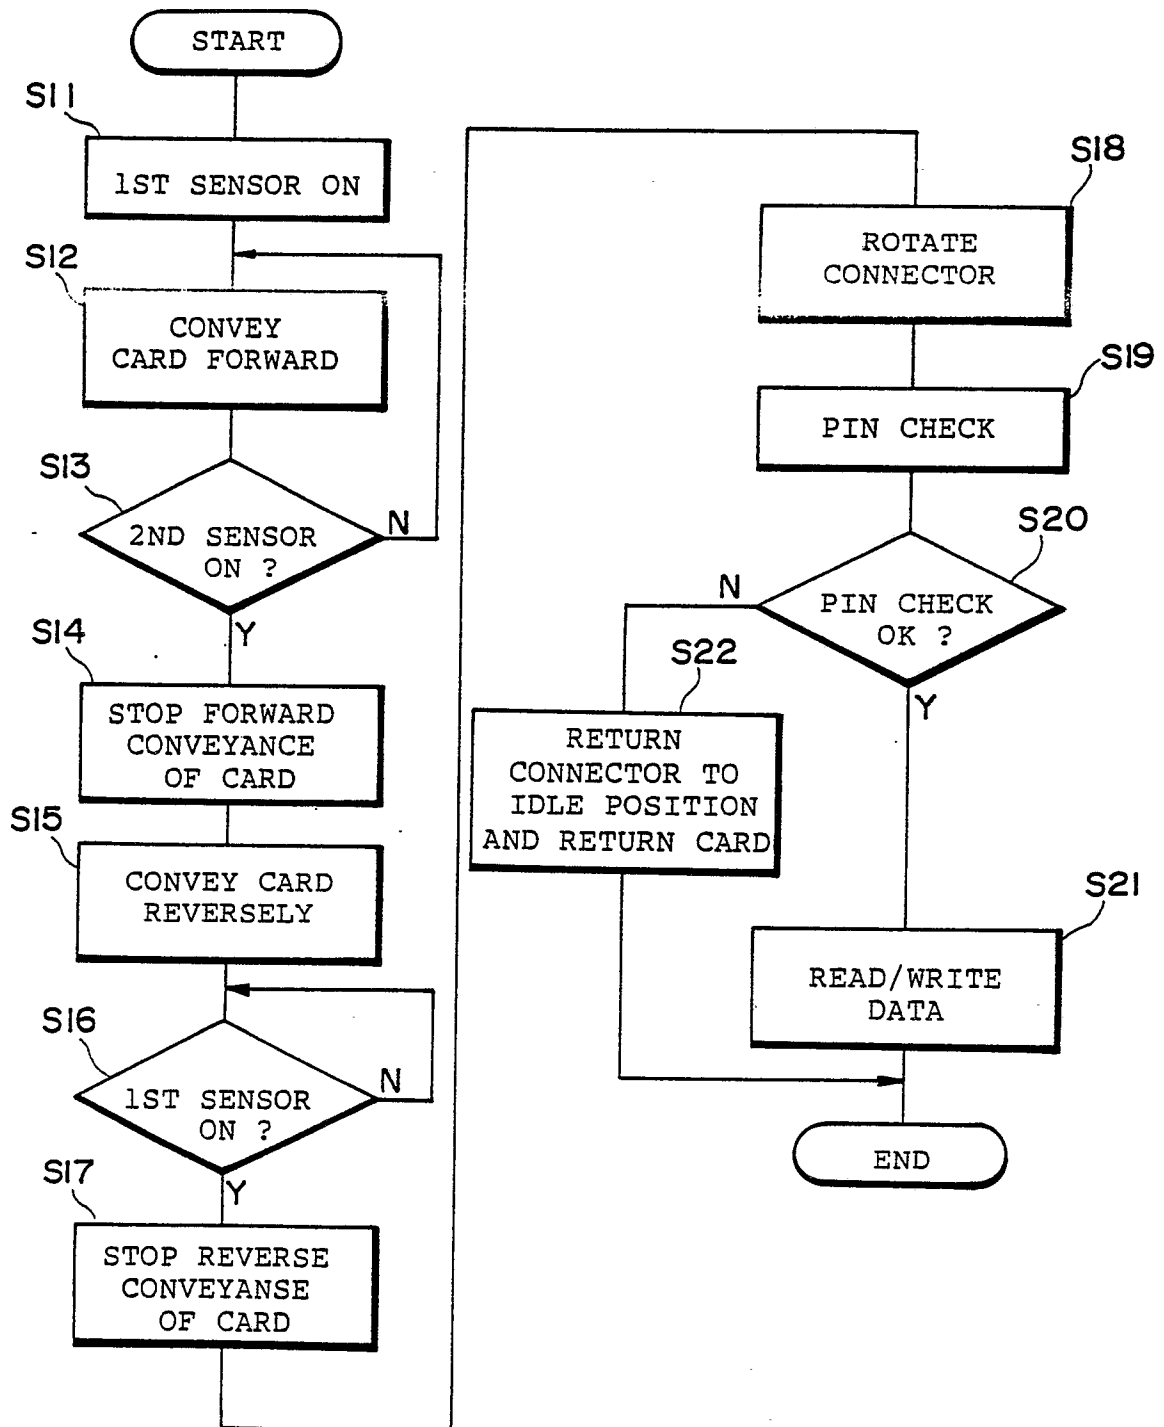 START
S11
1ST SENSOR ON
S12
CONVEY
CARD FORWARD
S13
2ND SENSOR
ON ?
N
Y
S14
STOP FORWARD
CONVEYANCE
OF CARD
S15
CONVEY CARD
REVERSELY
S16
1ST SENSOR
ON ?
N
Y
S17
STOP REVERSE
CONVEYANSE
OF CARD
S18
ROTATE
CONNECTOR
S19
PIN CHECK
S20
PIN CHECK
OK ?
N
Y
S22
RETURN
CONNECTOR TO
IDLE POSITION
AND RETURN CARD
S21
READ/WRITE
DATA
END